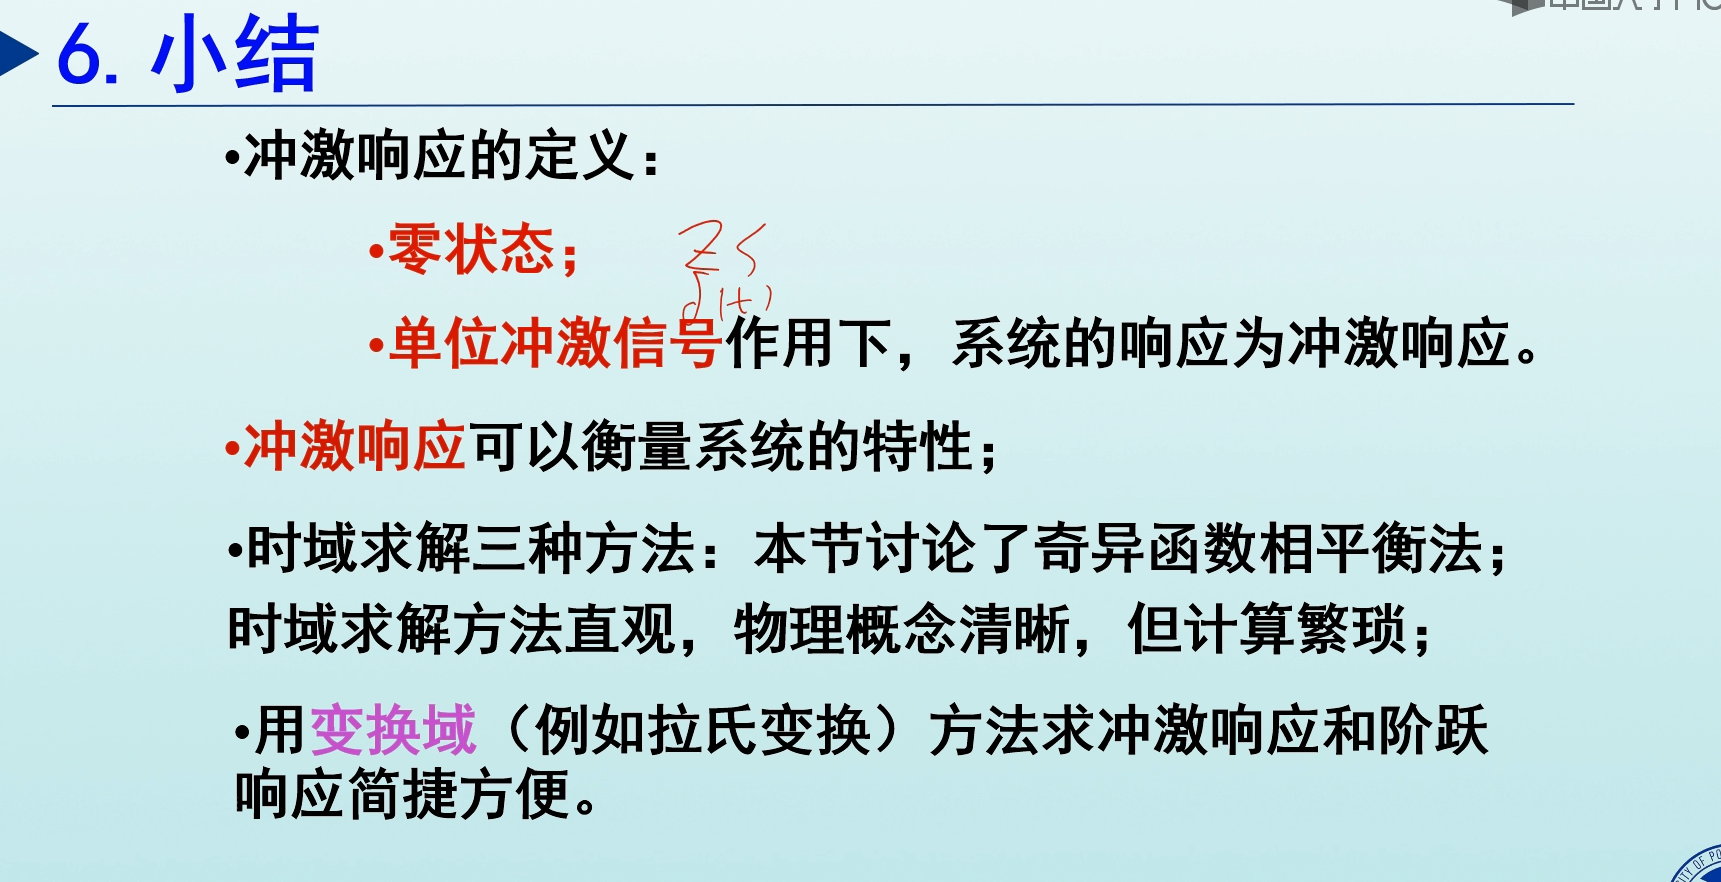 6.小结
•冲激响应的定义：
•零状态； ZS
δ(t)
•单位冲激信号作用下，系统的响应为冲激响应。
•冲激响应可以衡量系统的特性；
•时域求解三种方法：本节讨论了奇异函数相平衡法；
时域求解方法直观，物理概念清晰，但计算繁琐；
•用变换域（例如拉氏变换）方法求冲激响应和阶跃
响应简捷方便。